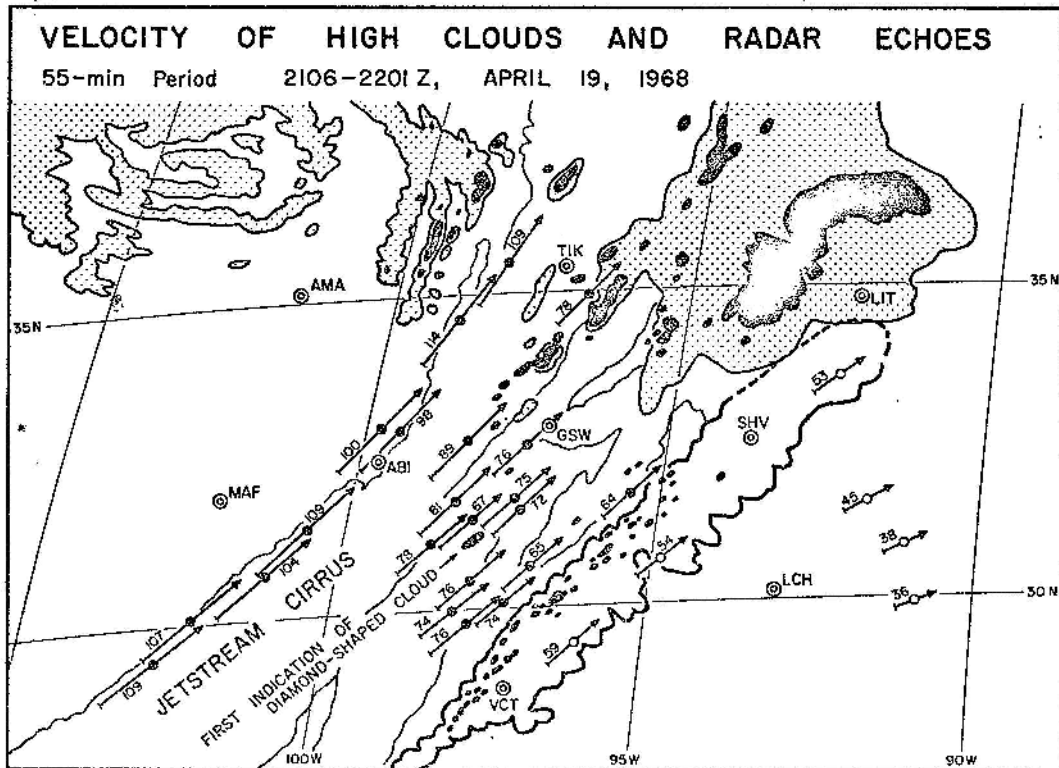 VELOCITY OF HIGH CLOUDS AND RADAR ECHOES
55-min Period 2106-2201Z, APRIL 19, 1968
109
TIK
AMA
LIT
35N
35N
78
114
53
100
98
GSW
SHV
89
76
ABI
MAF
81
67
75
72
64
45
109
73
54
38
104
65
LCH
76
30N
36
107
74
74
76
59
109
JETSTREAM CIRRUS
FIRST INDICATION OF
DIAMOND-SHAPED CLOUD
VCT
100W
95W
90W